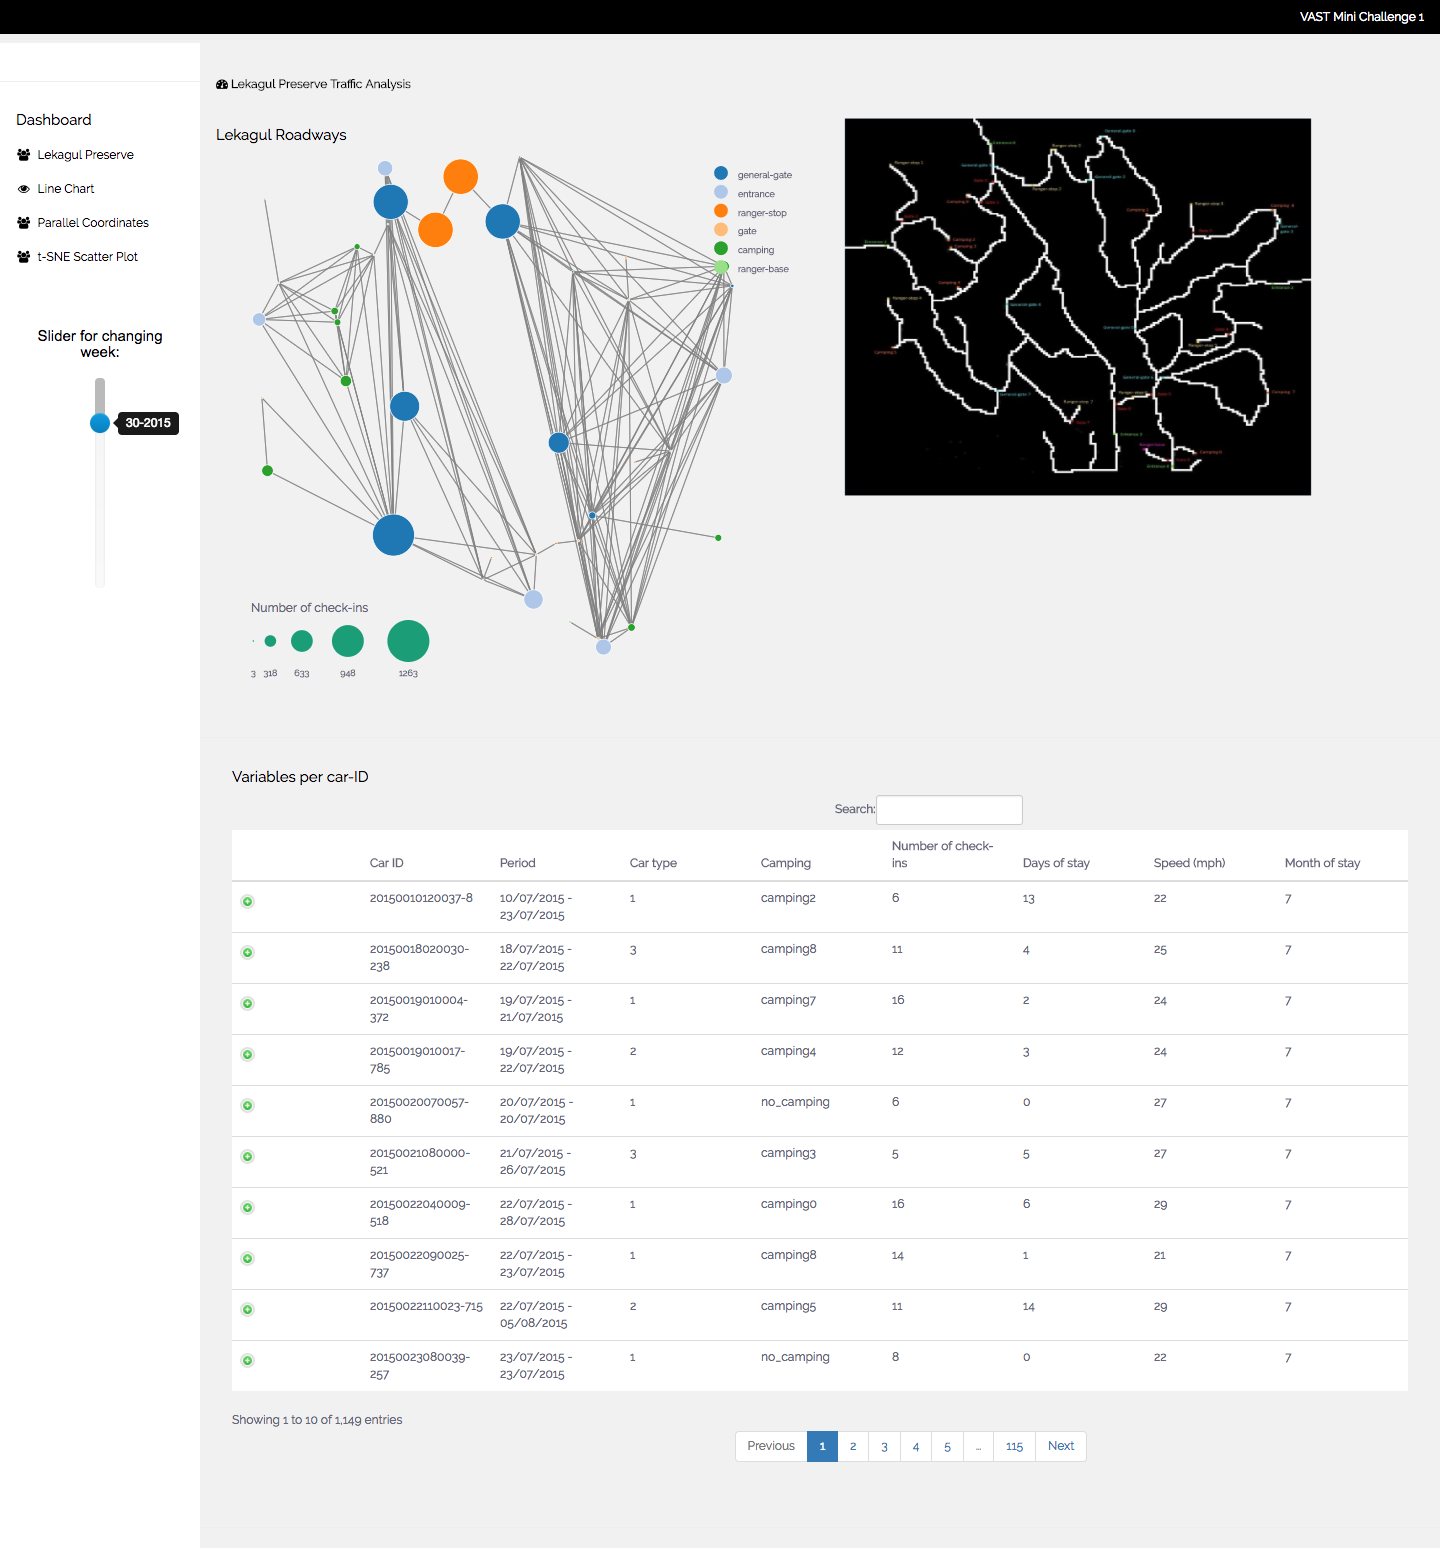 VAST Mini Challenge 1
Lekagul Preserve Traffic Analysis
Dashboard
Lekagul Preserve
Line Chart
Parallel Coordinates
t-SNE Scatter Plot
Slider for changing
week:
30-2015
Lekagul Roadways
general-gate
entrance
ranger-stop
gate
camping
ranger-base
Number of check-ins
3 318 633 948 1263
Variables per car-ID
Search:
Car ID Period Car type Camping Number of check-
ins Days of stay Speed (mph) Month of stay
20150010120037-8 10/07/2015 - 1 camping2 6 13 22 7
23/07/2015
20150018020030- 18/07/2015 - 3 camping8 11 4 25 7
238 22/07/2015
20150019010004- 19/07/2015 - 1 camping7 16 2 24 7
372 21/07/2015
20150019010017- 19/07/2015 - 2 camping4 12 3 24 7
785 22/07/2015
20150020070057- 20/07/2015 - 1 no_camping 6 0 27 7
880 20/07/2015
20150021080000- 21/07/2015 - 3 camping3 5 5 27 7
521 26/07/2015
20150022040009- 22/07/2015 - 1 camping0 16 6 29 7
518 28/07/2015
20150022090025- 22/07/2015 - 1 camping8 14 1 21 7
737 23/07/2015
20150022110023-715 22/07/2015 - 2 camping5 11 14 29 7
05/08/2015
20150023080039- 23/07/2015 - 1 no_camping 8 0 22 7
257 23/07/2015
Showing 1 to 10 of 1,149 entries
Previous 1 2 3 4 5 … 115 Next